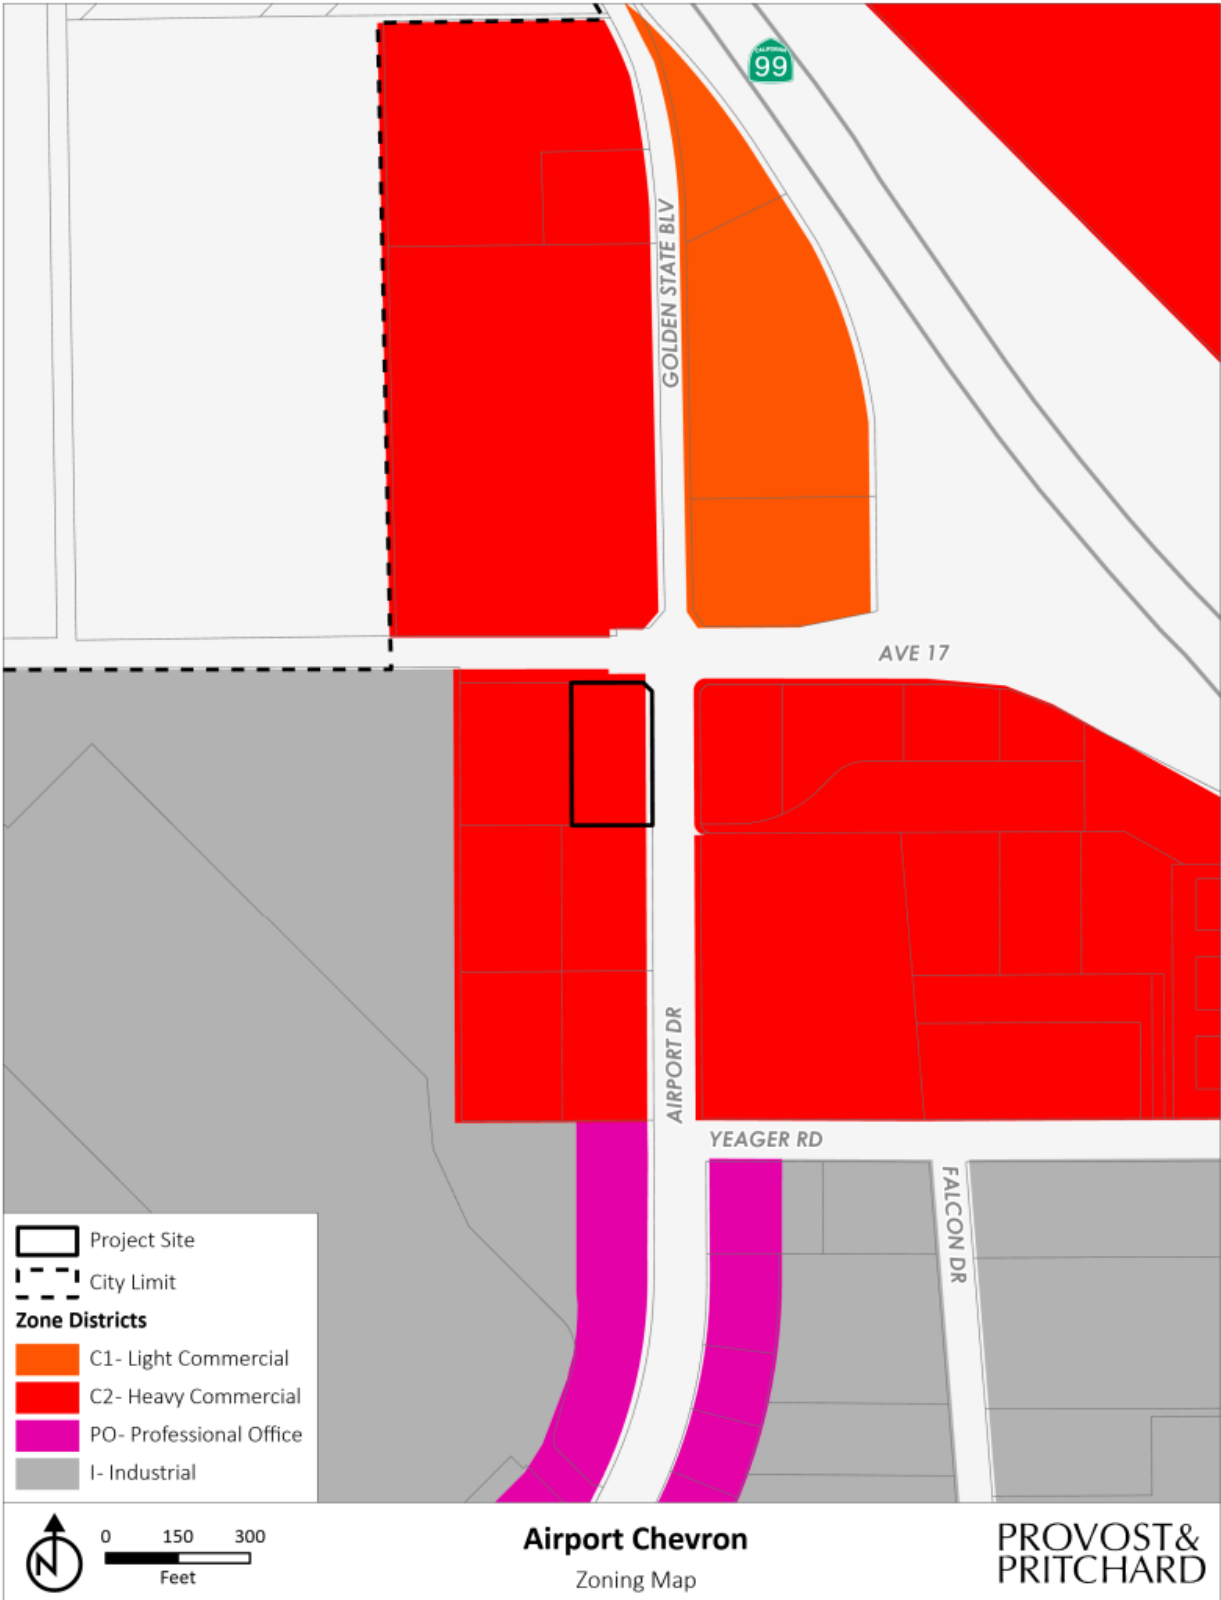 CALIFORNIA
99
GOLDEN STATE BLV
AVE 17
AIRPORT DR
YEAGER RD
FALCON DR
Project Site
City Limit
Zone Districts
C1- Light Commercial
C2- Heavy Commercial
PO- Professional Office
I- Industrial
N
0 150 300
Feet
Airport Chevron
Zoning Map
PROVOST&
PRITCHARD